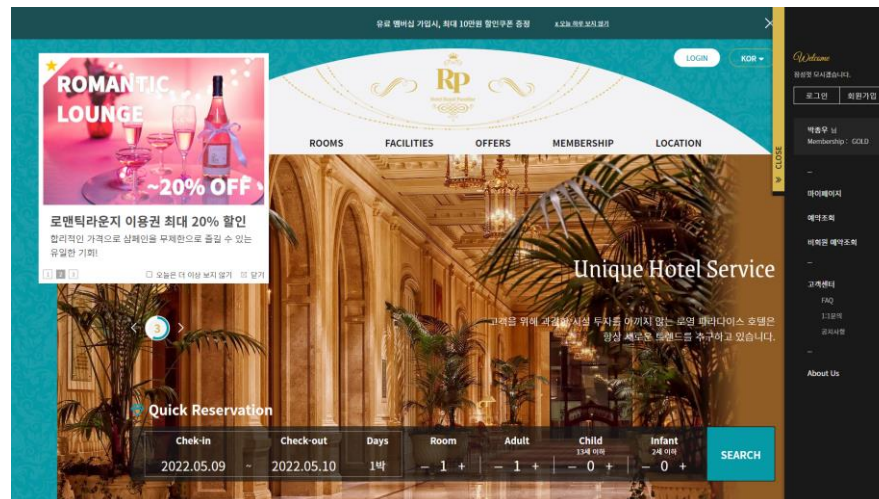 유료 멤버십 가입시, 최대 10만원 할인쿠폰 증정
x 오늘 하루 보지 않기
LOGIN
KOR
RP
Hotel Royal Paradise
ROOMS FACILITIES OFFERS MEMBERSHIP LOCATION
ROMANTIC
LOUNGE
~20% OFF
로맨틱라운지 이용권 최대 20% 할인
합리적인 가격으로 샴페인을 무제한으로 즐길 수 있는
유일한 기회!
1 2 3
오늘은 더 이상 보지 않기 닫기
Unique Hotel Service
고객을 위해 과감한 시설 투자를 아끼지 않는 로열 파라다이스 호텔은
항상 새로운 트랜드를 추구하고 있습니다.
3
Quick Reservation
Chek-in Check-out Days Room Adult Child Infant
13세 이하 2세 이하
2022.05.09 ~ 2022.05.10 1박 – 1 + – 1 + – 0 + – 0 +
SEARCH
CLOSE
Welcome
정성껏 모시겠습니다.
로그인 회원가입
님
Membership : GOLD
마이페이지
예약조회
비회원 예약조회
고객센터
FAQ
1:1문의
공지사항
About Us